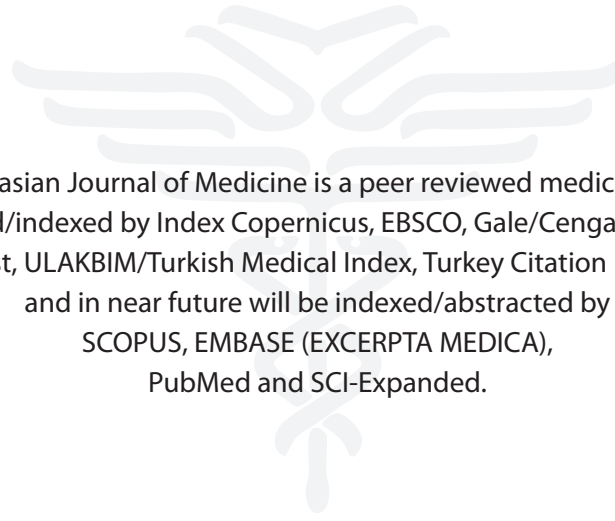 asian Journal of Medicine is a peer reviewed medic
d/indexed by Index Copernicus, EBSCO, Gale/Cenga
t, ULAKBIM/Turkish Medical Index, Turkey Citation
and in near future will be indexed/abstracted by
SCOPUS, EMBASE (EXCERPTA MEDICA),
PubMed and SCI-Expanded.